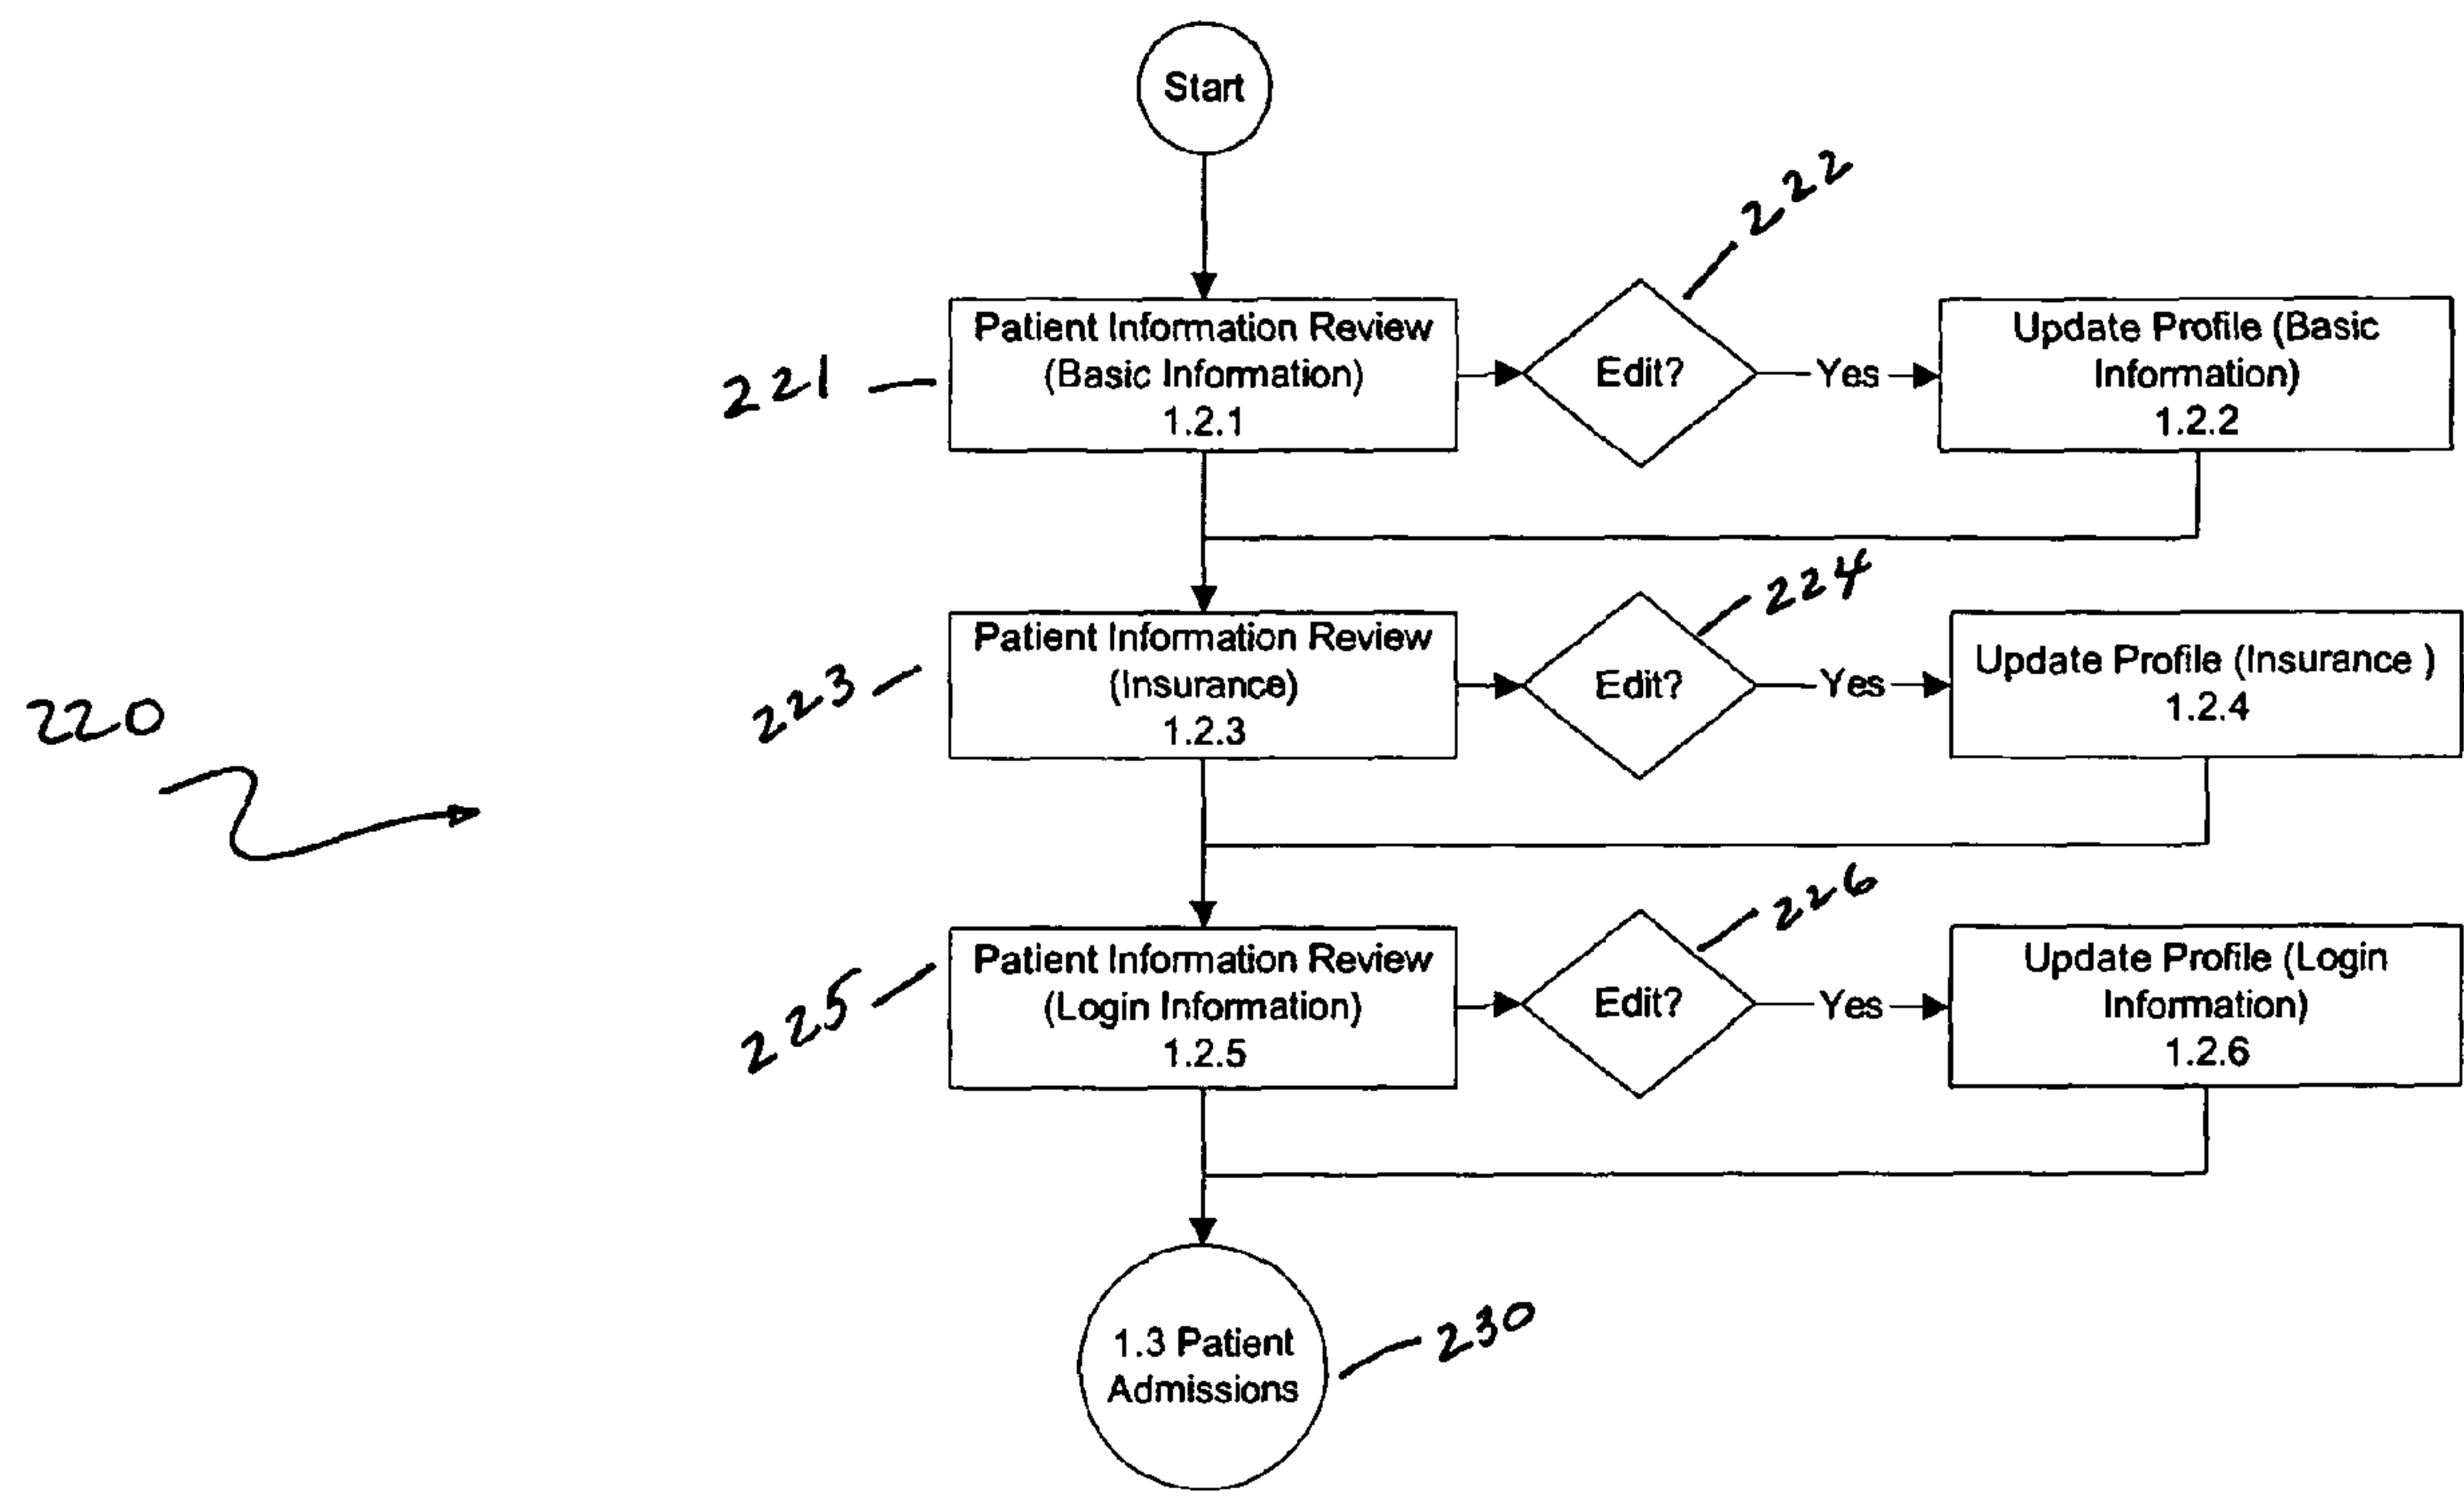 Start
222
Patient Information Review
(Basic Information)
1.2.1
Edit?
Yes
Update Profile (Basic
Information)
1.2.2
221
224
Patient Information Review
(Insurance)
1.2.3
Edit?
Yes
Update Profile (Insurance )
1.2.4
223
220
226
Patient Information Review
(Login Information)
1.2.5
Edit?
Yes
Update Profile (Login
Information)
1.2.6
225
1.3 Patient
Admissions
230